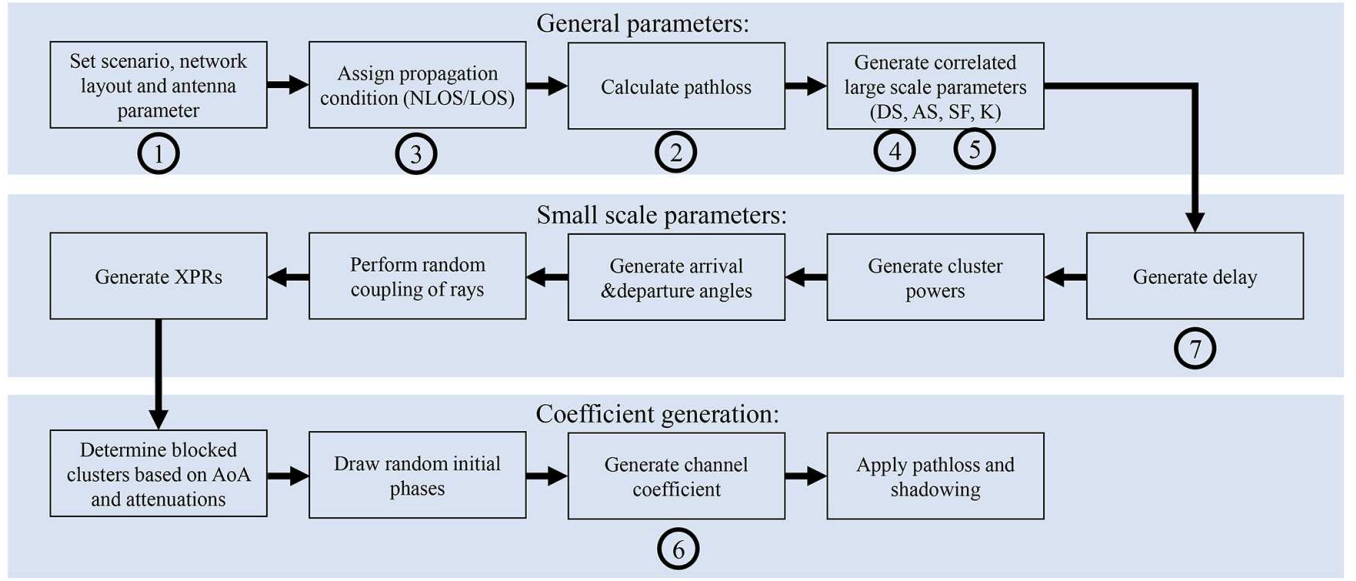 General parameters:
Set scenario, network
layout and antenna
parameter
Assign propagation
condition (NLOS/LOS)
Calculate pathloss
Generate correlated
large scale parameters
(DS, AS, SF, K)
1
3
2
4
5
Small scale parameters:
Generate XPRs
Perform random
coupling of rays
Generate arrival
&departure angles
Generate cluster
powers
Generate delay
7
Coefficient generation:
Determine blocked
clusters based on AoA
and attenuations
Draw random initial
phases
Generate channel
coefficient
Apply pathloss and
shadowing
6